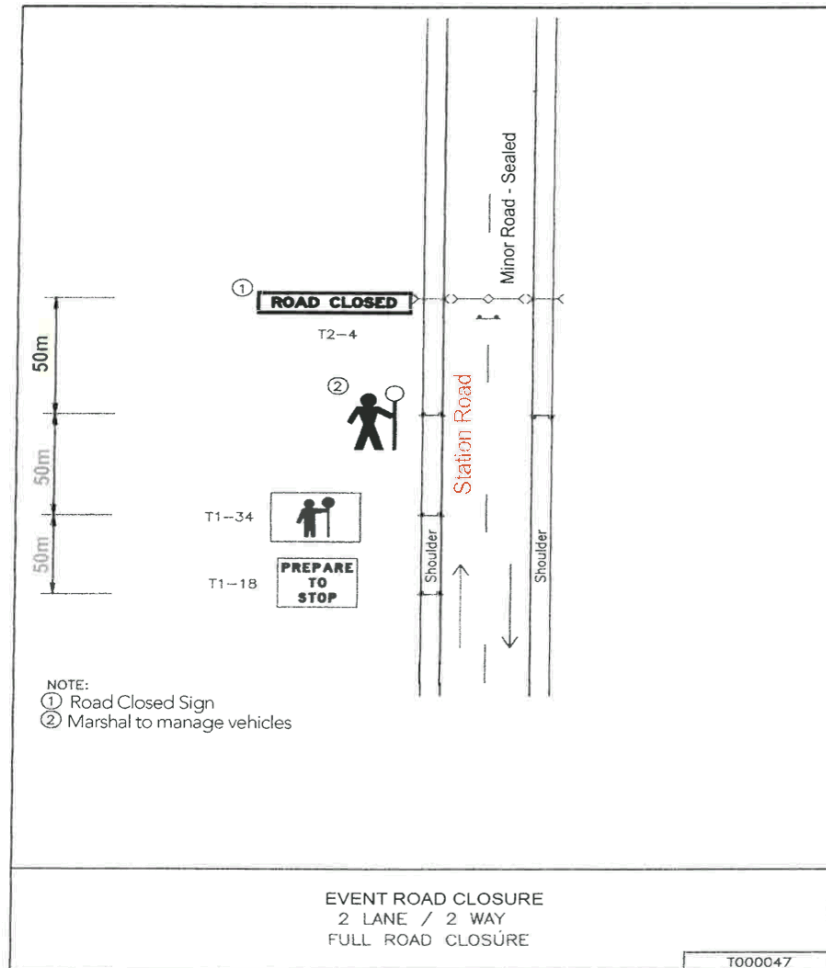 Minor Road - Sealed
①
ROAD CLOSED
T2-4
50m
②
Station Road
50m
T1-34
50m
T1-18
PREPARE
TO
STOP
Shoulder
Shoulder
NOTE:
① Road Closed Sign
② Marshal to manage vehicles
EVENT ROAD CLOSURE
2 LANE / 2 WAY
FULL ROAD CLOSURE
T000047